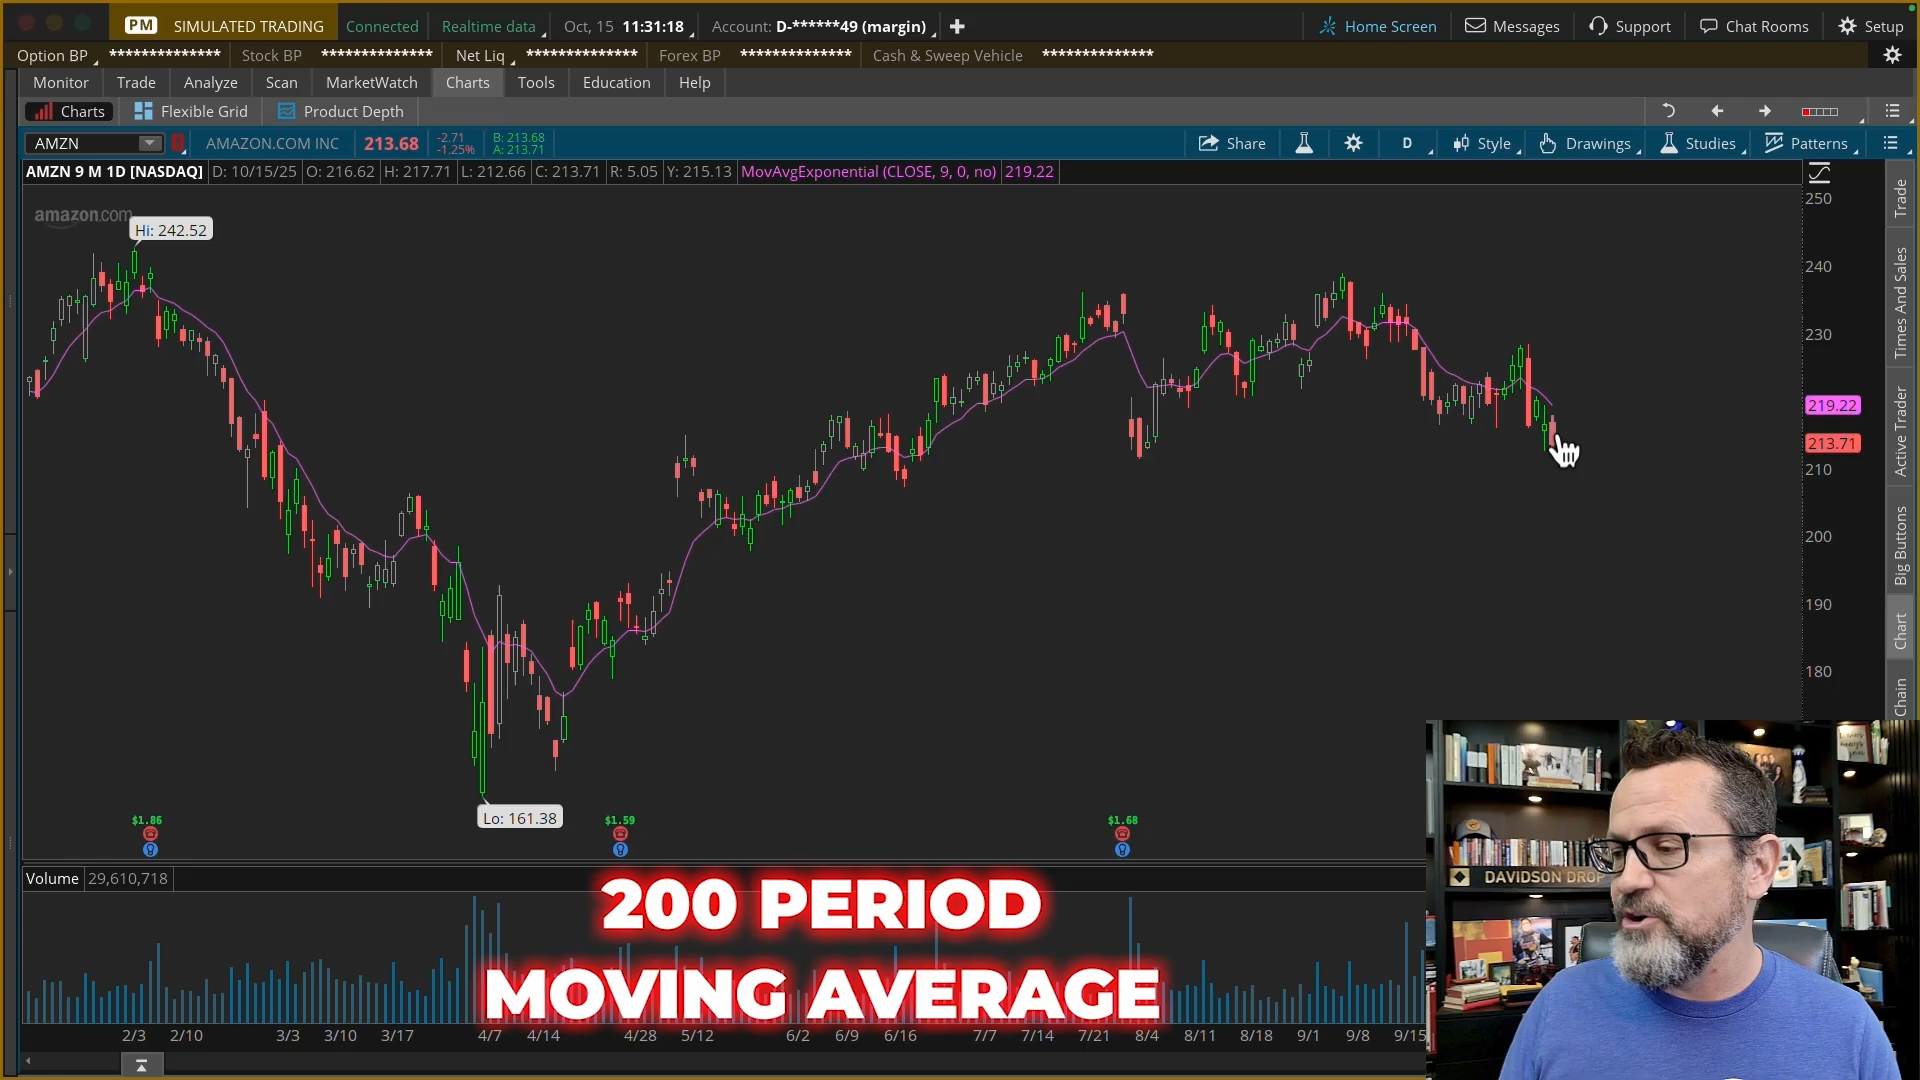 PM SIMULATED TRADING Connected Realtime data Oct, 15 11:31:18 Account: D-******49 (margin) Home Screen Messages Support Chat Rooms Setup
Option BP ************** Stock BP ************** Net Liq ************** Forex BP ************** Cash & Sweep Vehicle **************
Monitor Trade Analyze Scan MarketWatch Charts Tools Education Help
Charts Flexible Grid Product Depth
AMZN AMAZON.COM INC 213.68 -2.71 -1.25% B: 213.68 A: 213.71 Share D Style Drawings Studies Patterns
AMZN 9 M 1D [NASDAQ] D: 10/15/25 O: 216.62 H: 217.71 L: 212.66 C: 213.71 R: 5.05 Y: 215.13 MovAvgExponential (CLOSE, 9, 0, no) 219.22
amazon.com
Hi: 242.52
250
240
230
219.22
213.71
210
200
190
180
Trade
Times And Sales
Active Trader
Big Buttons
Chart
Chain
Lo: 161.38
$1.86 $1.59 $1.68
Volume 29,610,718
200 PERIOD
MOVING AVERAGE
2/3 2/10 3/3 3/10 3/17 4/7 4/14 4/28 5/12 6/2 6/9 6/16 7/7 7/14 7/21 8/4 8/11 8/18 9/1 9/8 9/15
DAVIDSON DROP